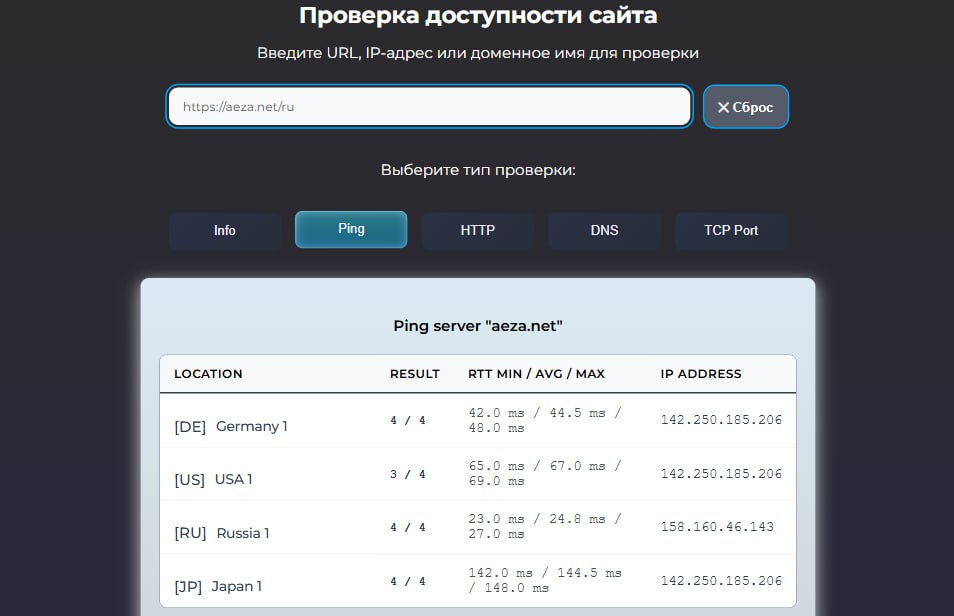 Проверка доступности сайта
Введите URL, IP-адрес или доменное имя для проверки
https://aeza.net/ru
✕ Сброс
Выберите тип проверки:
Info Ping HTTP DNS TCP Port
Ping server "aeza.net"
LOCATION RESULT RTT MIN / AVG / MAX IP ADDRESS
[DE] Germany 1 4 / 4 42.0 ms / 44.5 ms / 142.250.185.206
48.0 ms
[US] USA 1 3 / 4 65.0 ms / 67.0 ms / 142.250.185.206
69.0 ms
[RU] Russia 1 4 / 4 23.0 ms / 24.8 ms / 158.160.46.143
27.0 ms
[JP] Japan 1 4 / 4 142.0 ms / 144.5 ms 142.250.185.206
/ 148.0 ms